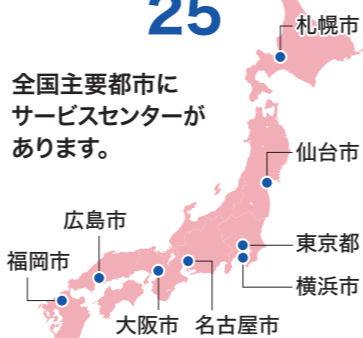 25
全国主要都市に
サービスセンターが
あります。
札幌市
仙台市
東京都
横浜市
広島市
福岡市
大阪市
名古屋市